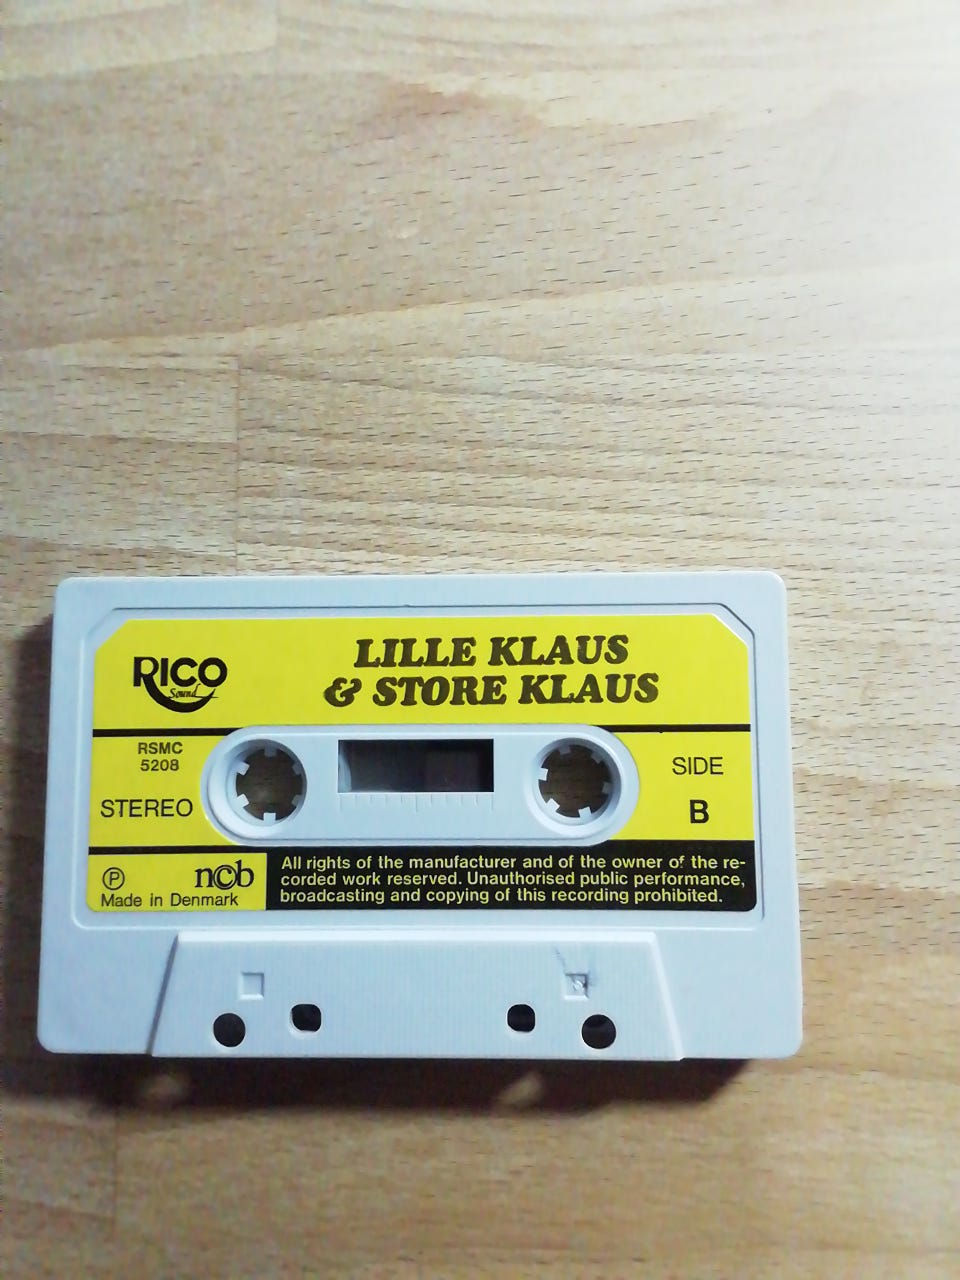 LILLE KLAUS
& STORE KLAUS
RICO
Sound
RSMC
5208
STEREO
SIDE
B
Ⓟ
n©b
Made in Denmark
All rights of the manufacturer and of the owner of the re-
corded work reserved. Unauthorised public performance,
broadcasting and copying of this recording prohibited.